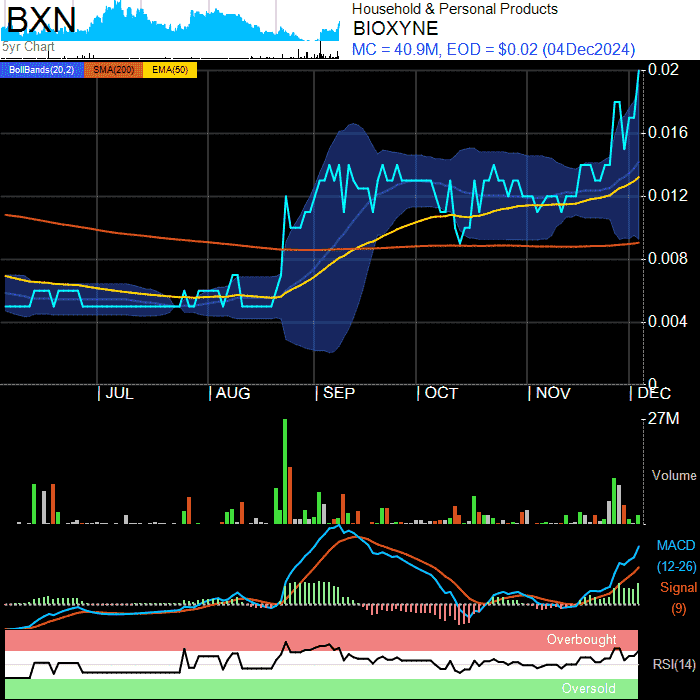 BXN
5yr Chart
Household & Personal Products
BIOXYNE
MC = 40.9M, EOD = $0.02 (04Dec2024)
BollBands(20,2) SMA(200) EMA(50)
0.02
0.016
0.012
0.008
0.004
0
JUL AUG SEP OCT NOV DEC
27M
Volume
MACD
(12-26)
Signal
(9)
Overbought
RSI(14)
Oversold